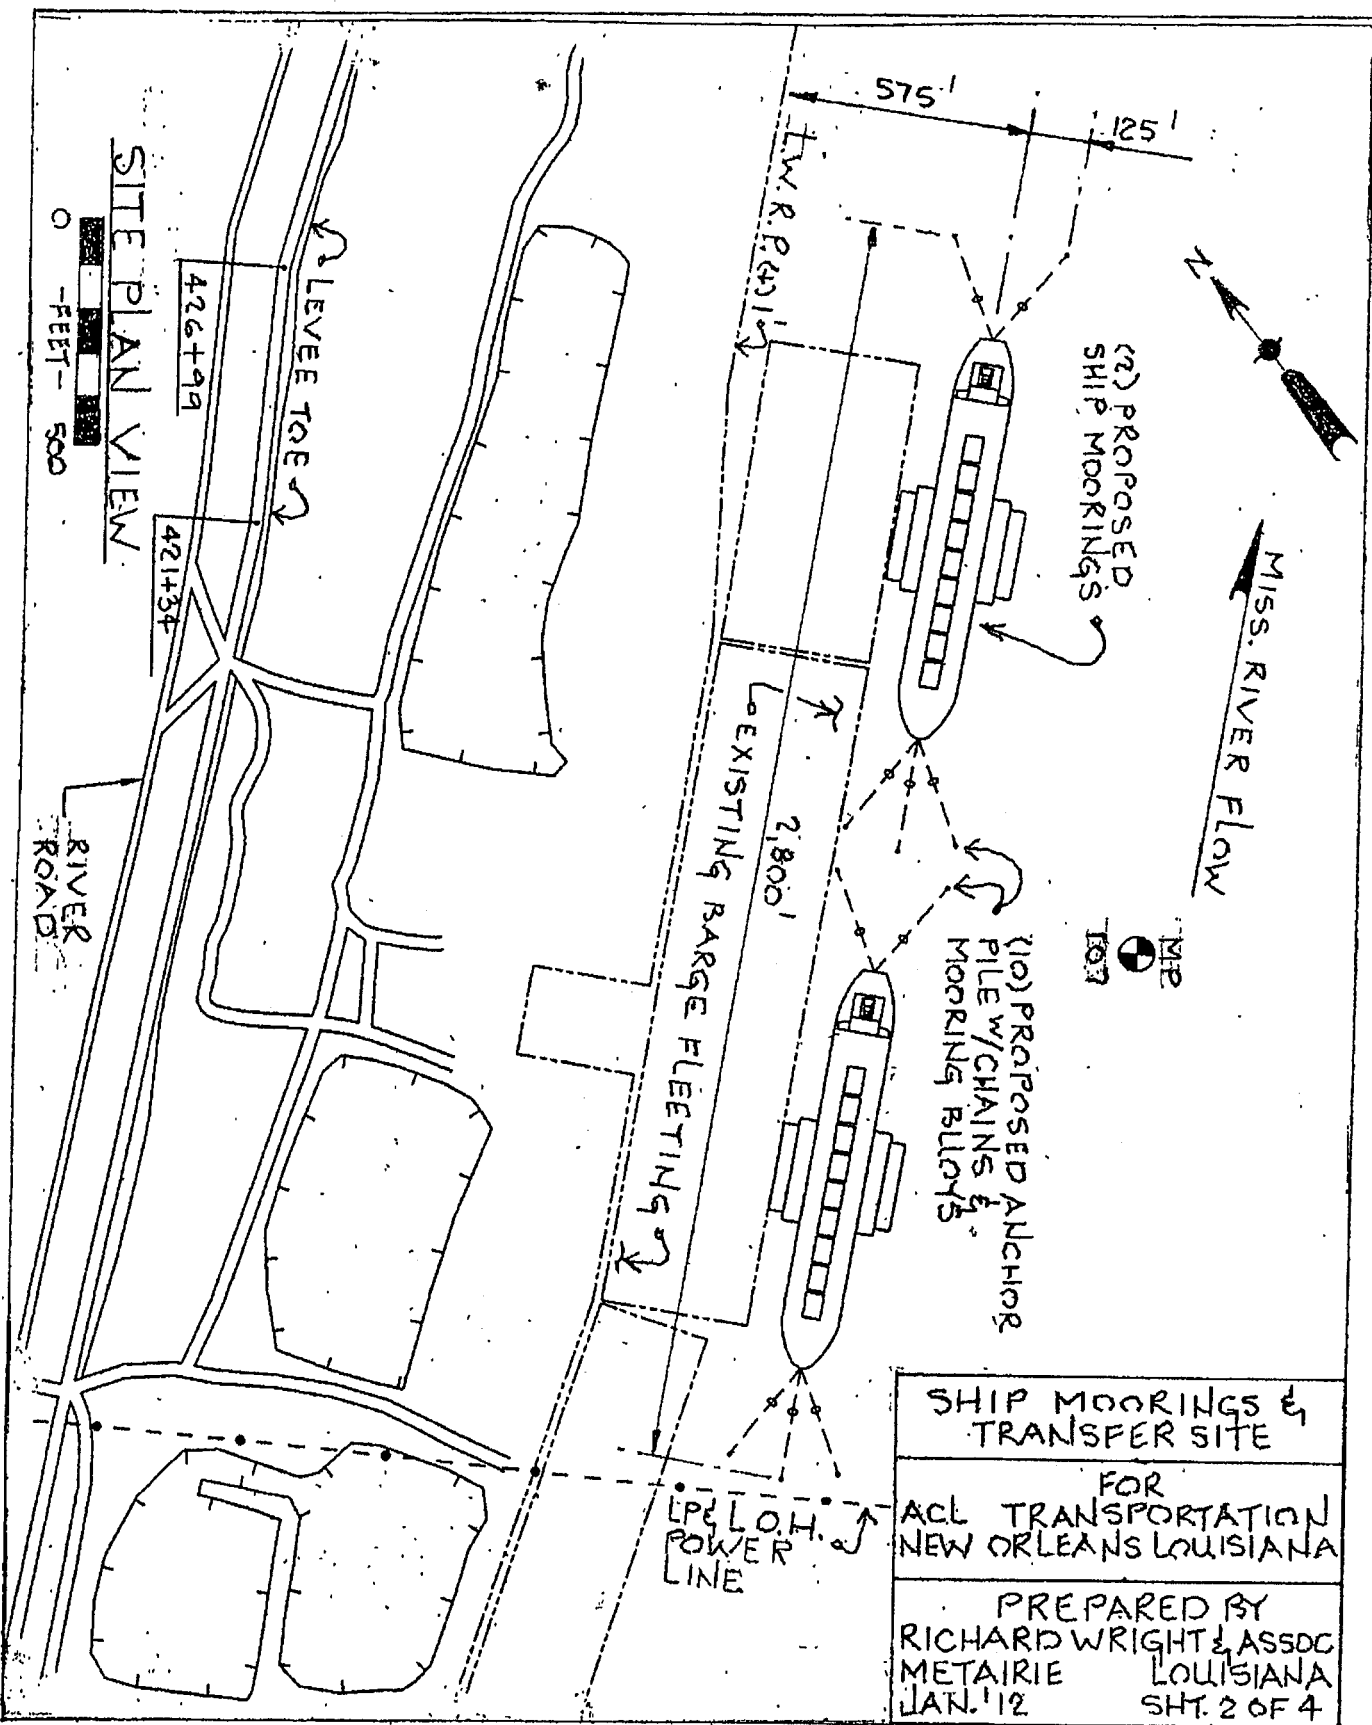 575'
125'
L.W.R.P. (+) 1'
N
(2) PROPOSED
SHIP MOORINGS
MISS. RIVER FLOW
MP
107
(10) PROPOSED ANCHOR
PILE W/CHAINS &
MOORING BUOYS
2,800'
EXISTING BARGE FLEETING
LEVEE TOE
426+99
421+34
SITE PLAN VIEW
0 -FEET- 500
RIVER
ROAD
LP&L O.H.
POWER
LINE
SHIP MOORINGS &
TRANSFER SITE
FOR
ACL TRANSPORTATION
NEW ORLEANS LOUISIANA
PREPARED BY
RICHARD WRIGHT & ASSOC
METAIRIE LOUISIANA
JAN. '12 SHT. 2 OF 4